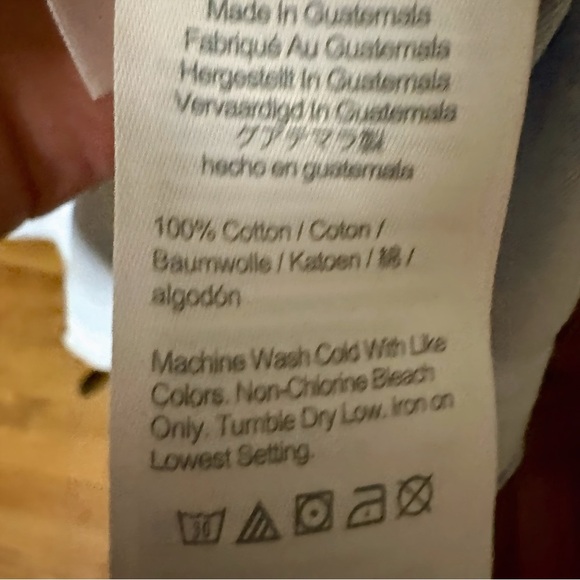 Made In Guatemala
Fabriqué Au Guatemala
Hergestellt In Guatemala
Vervaardigd In Guatemala
グアテマラ製
hecho en guatemala
100% Cotton / Coton /
Baumwolle / Katoen / 綿 /
algodón
Machine Wash Cold With Like
Colors. Non-Chlorine Bleach
Only. Tumble Dry Low. Iron on
Lowest Setting.
30